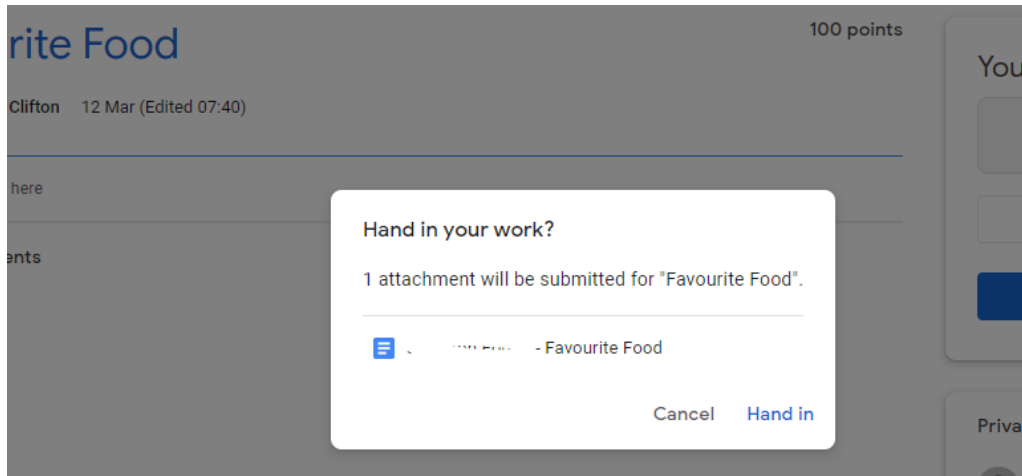 rite Food
100 points
You
Clifton 12 Mar (Edited 07:40)
here
ents
Hand in your work?
1 attachment will be submitted for "Favourite Food".
- Favourite Food
Cancel Hand in
Priva